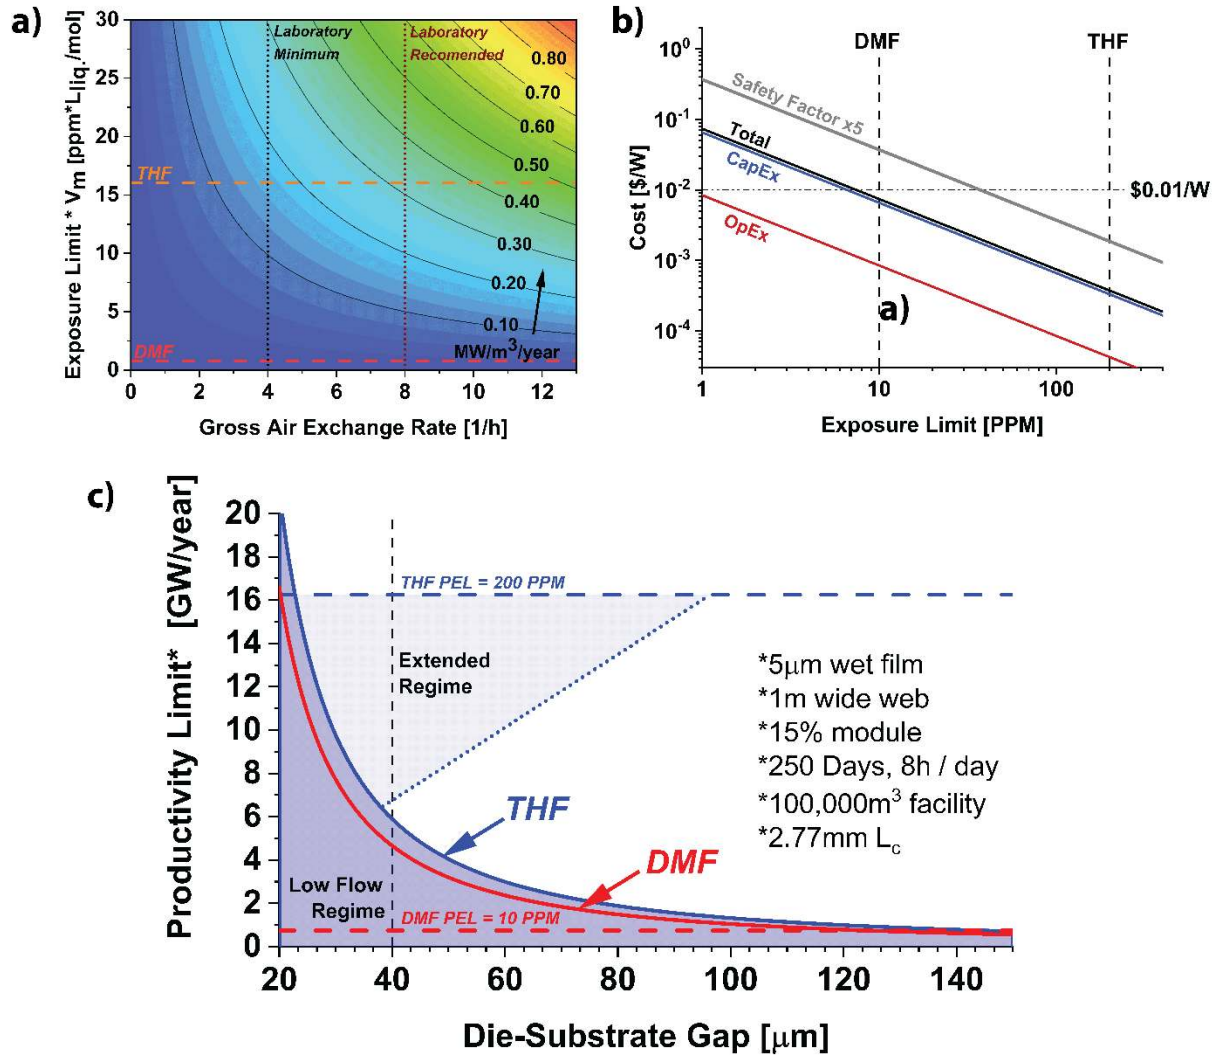 a)
30
25
20
15
10
5
0
Exposure Limit* Vm [ppm*Lliq./mol]
Laboratory
Minimum
Laboratory
Recomended
0.80
0.70
0.60
0.50
0.40
0.30
0.20
0.10
MW/m³/year
THF
DMF
0 2 4 6 8 10 12
Gross Air Exchange Rate [1/h]
b)
DMF THF
10⁰
10⁻¹
10⁻²
10⁻³
10⁻⁴
Cost [$/W]
Safety Factor x5
Total
CapEx
OpEx
$0.01/W
a)
1 10 100
Exposure Limit [PPM]
c)
20
18
16
14
12
10
8
6
4
2
0
Productivity Limit* [GW/year]
THF PEL = 200 PPM
Extended
Regime
THF
DMF
Low Flow
Regime
DMF PEL = 10 PPM
*5μm wet film
*1m wide web
*15% module
*250 Days, 8h / day
*100,000m³ facility
*2.77mm Lc
20 40 60 80 100 120 140
Die-Substrate Gap [μm]